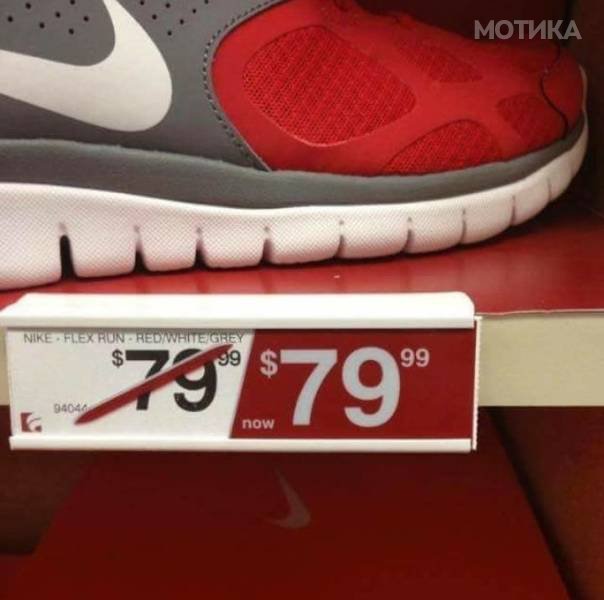 МОТИКА
NIKE - FLEX RUN - RED/WHITE/GREY
$79.99
94044
now $79.99